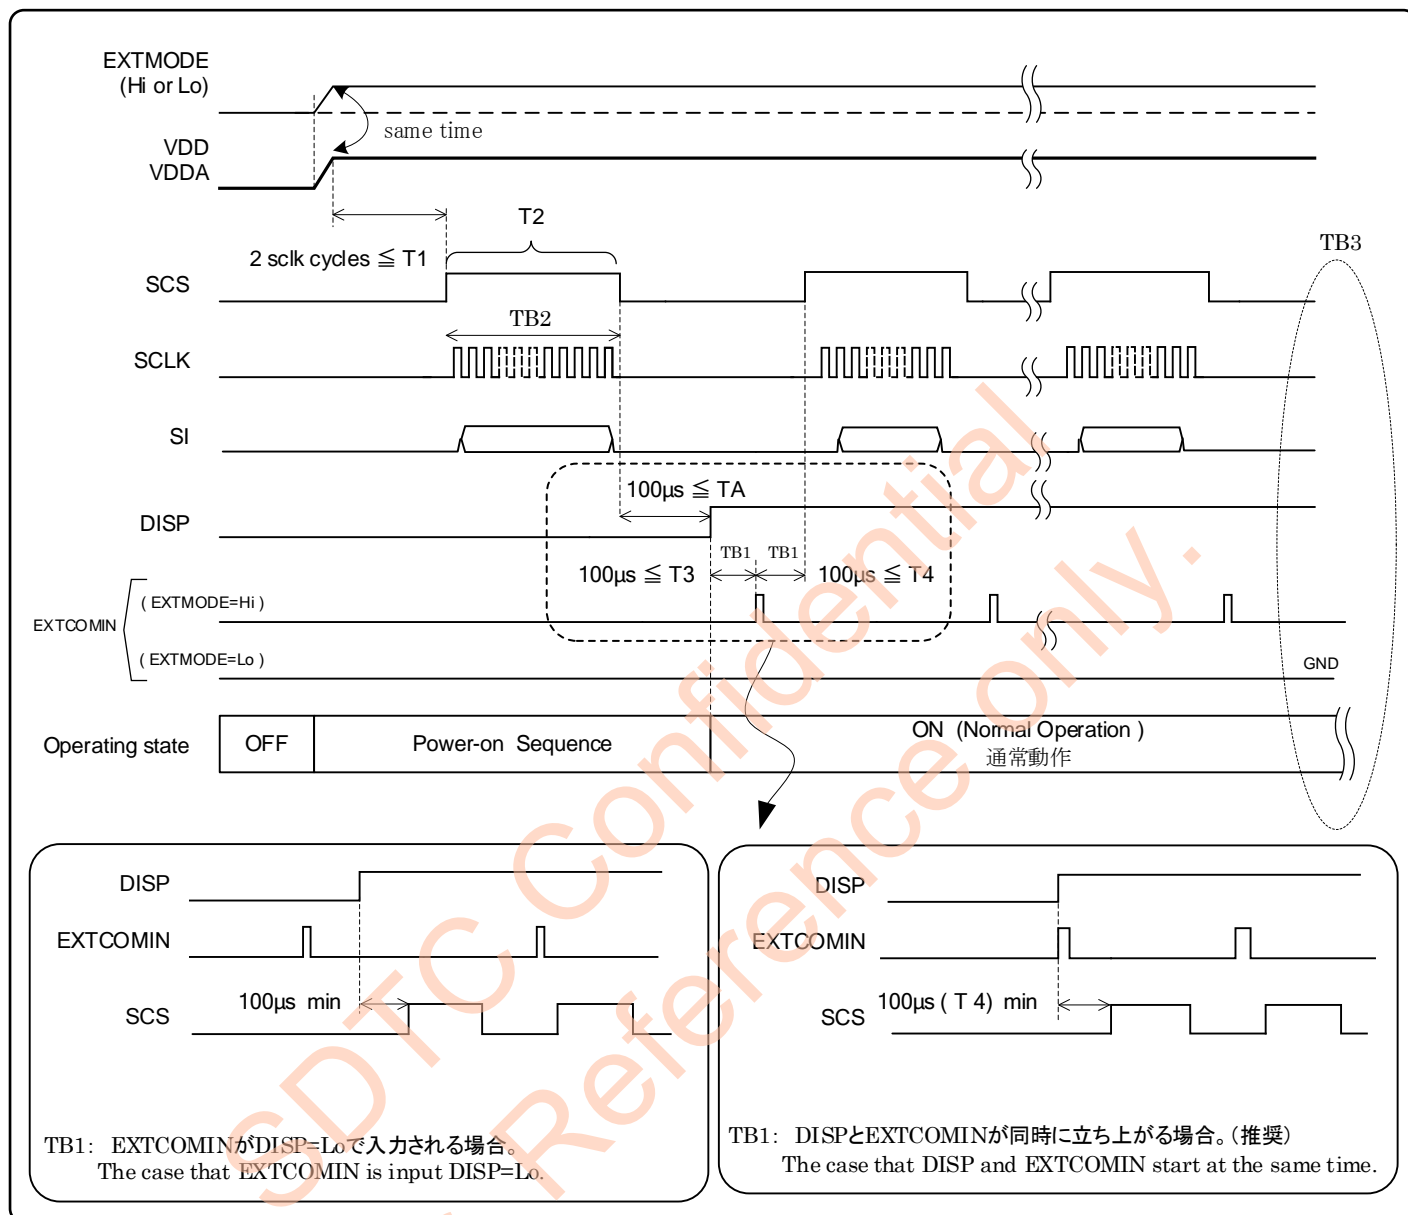 EXTMODE
(Hi or Lo)
same time
VDD
VDDA
T2
2 sclk cycles ≦ T1
TB3
SCS
TB2
SCLK
SI
100µs ≦ TA
DISP
TB1 TB1
100µs ≦ T3 100µs ≦ T4
EXTCOMIN
( EXTMODE=Hi )
( EXTMODE=Lo )
GND
Operating state OFF Power-on Sequence ON (Normal Operation )
通常動作
DISP
EXTCOMIN
100µs min
SCS
TB1: EXTCOMINがDISP=Loで入力される場合。
The case that EXTCOMIN is input DISP=Lo.
DISP
EXTCOMIN
100µs ( T 4) min
SCS
TB1: DISPとEXTCOMINが同時に立ち上がる場合。（推奨）
The case that DISP and EXTCOMIN start at the same time.
SDTC Confidential
Reference only.